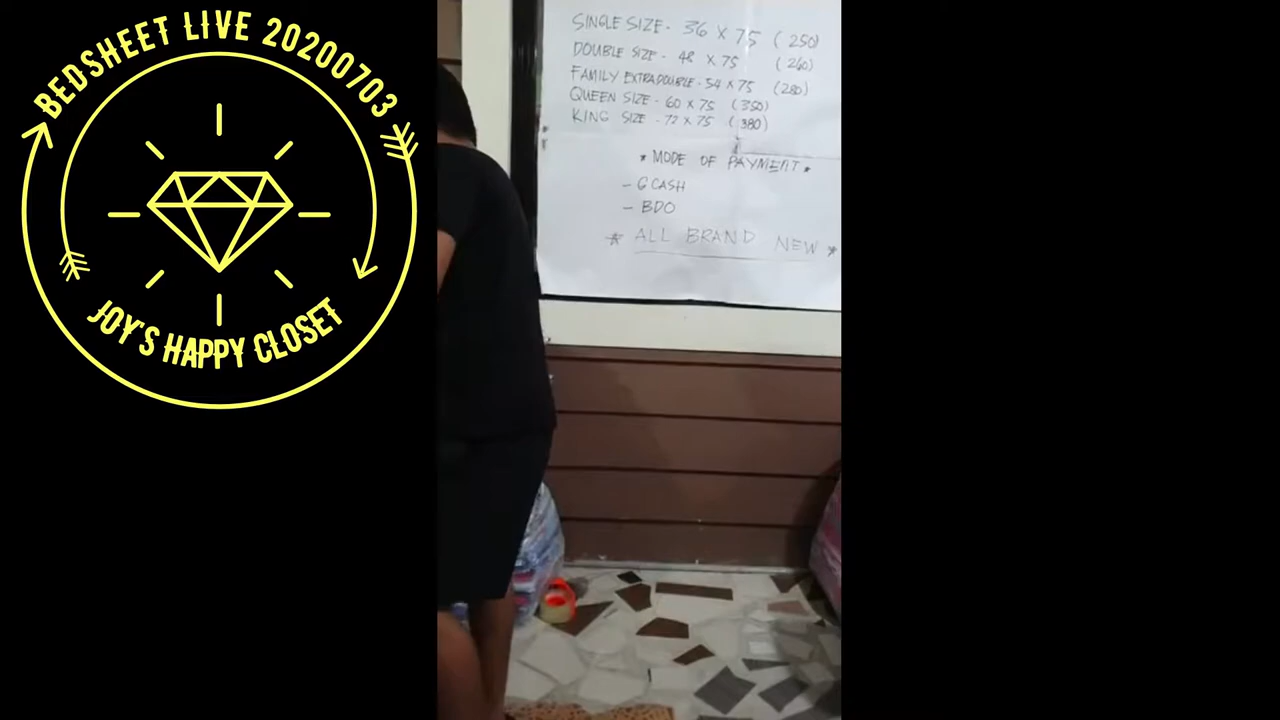 BEDSHEET LIVE 20200703
JOY'S HAPPY CLOSET
SINGLE SIZE - 36 X 75 (250)
DOUBLE SIZE - 48 X 75 (260)
FAMILY EXTRADOUBLE - 54 X 75 (280)
QUEEN SIZE - 60 X 75 (350)
KING SIZE - 72 X 75 (380)
* MODE OF PAYMENT *
- GCASH
- BDO
* ALL BRAND NEW *